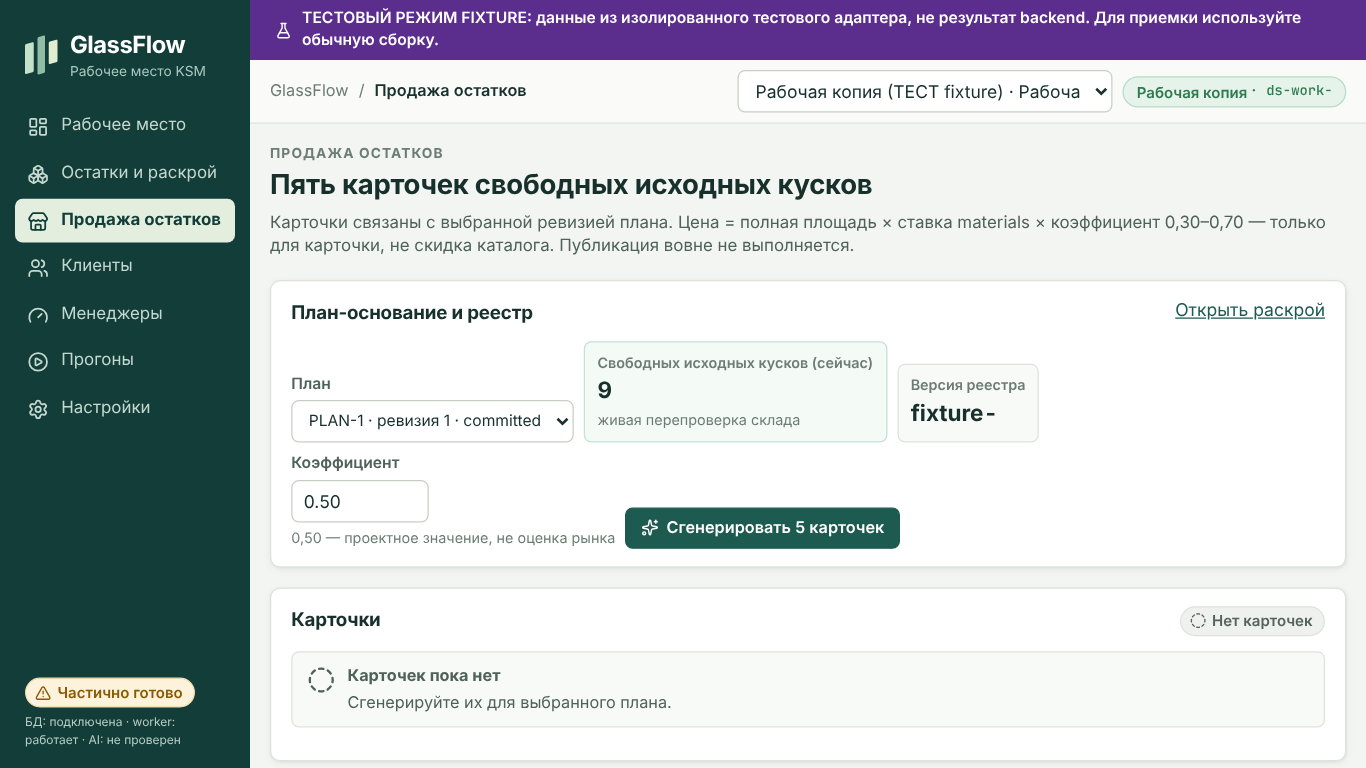 GlassFlow
Рабочее место KSM
Рабочее место
Остатки и раскрой
Продажа остатков
Клиенты
Менеджеры
Прогоны
Настройки
Частично готово
БД: подключена · worker:
работает · AI: не проверен
ТЕСТОВЫЙ РЕЖИМ FIXTURE: данные из изолированного тестового адаптера, не результат backend. Для приемки используйте
обычную сборку.
GlassFlow / Продажа остатков
Рабочая копия (ТЕСТ fixture) · Рабоча
Рабочая копия · ds-work-
ПРОДАЖА ОСТАТКОВ
Пять карточек свободных исходных кусков
Карточки связаны с выбранной ревизией плана. Цена = полная площадь × ставка materials × коэффициент 0,30–0,70 — только
для карточки, не скидка каталога. Публикация вовне не выполняется.
План-основание и реестр
Открыть раскрой
План
PLAN-1 · ревизия 1 · committed
Свободных исходных кусков (сейчас)
9
живая перепроверка склада
Версия реестра
fixture-
Коэффициент
0.50
0,50 — проектное значение, не оценка рынка
Сгенерировать 5 карточек
Карточки
Нет карточек
Карточек пока нет
Сгенерируйте их для выбранного плана.